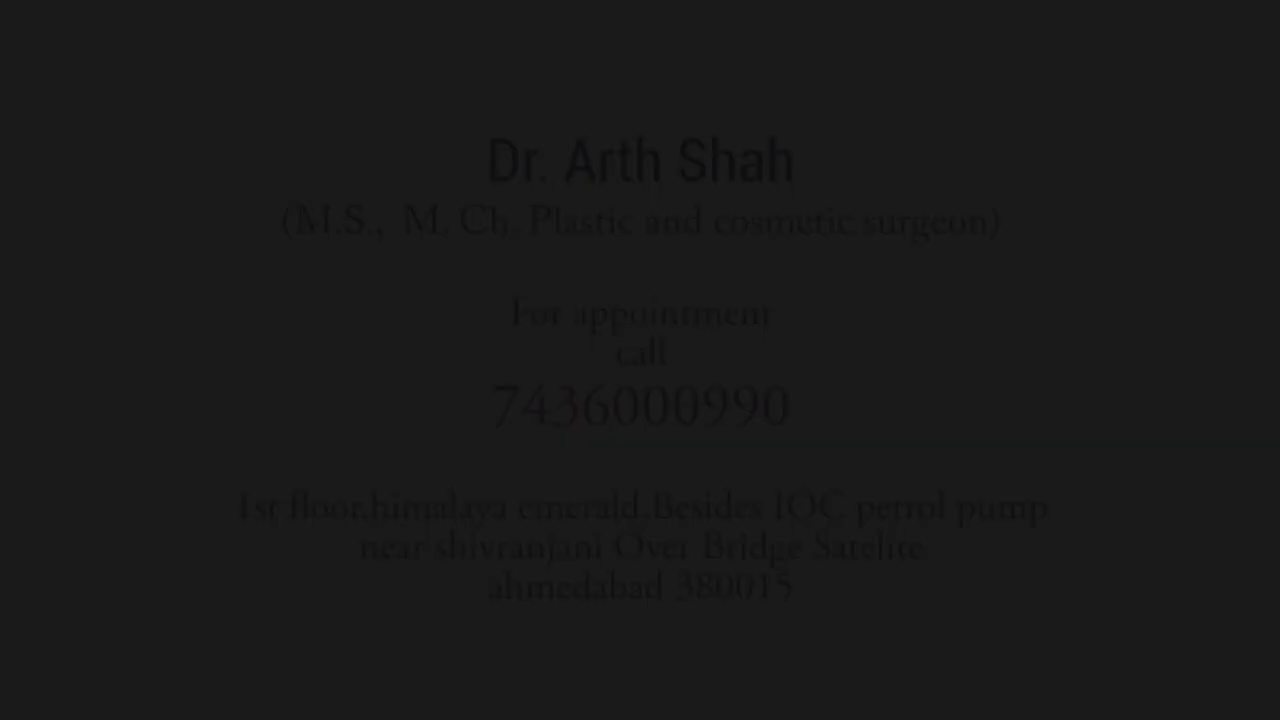 Dr. Arth Shah
(M.S., M. Ch. Plastic and cosmetic surgeon)
For appointment
call
7436000990
1st floor,himalaya emerald,Besides IOC petrol pump
near shivranjani Over Bridge Satelite
ahmedabad 380015